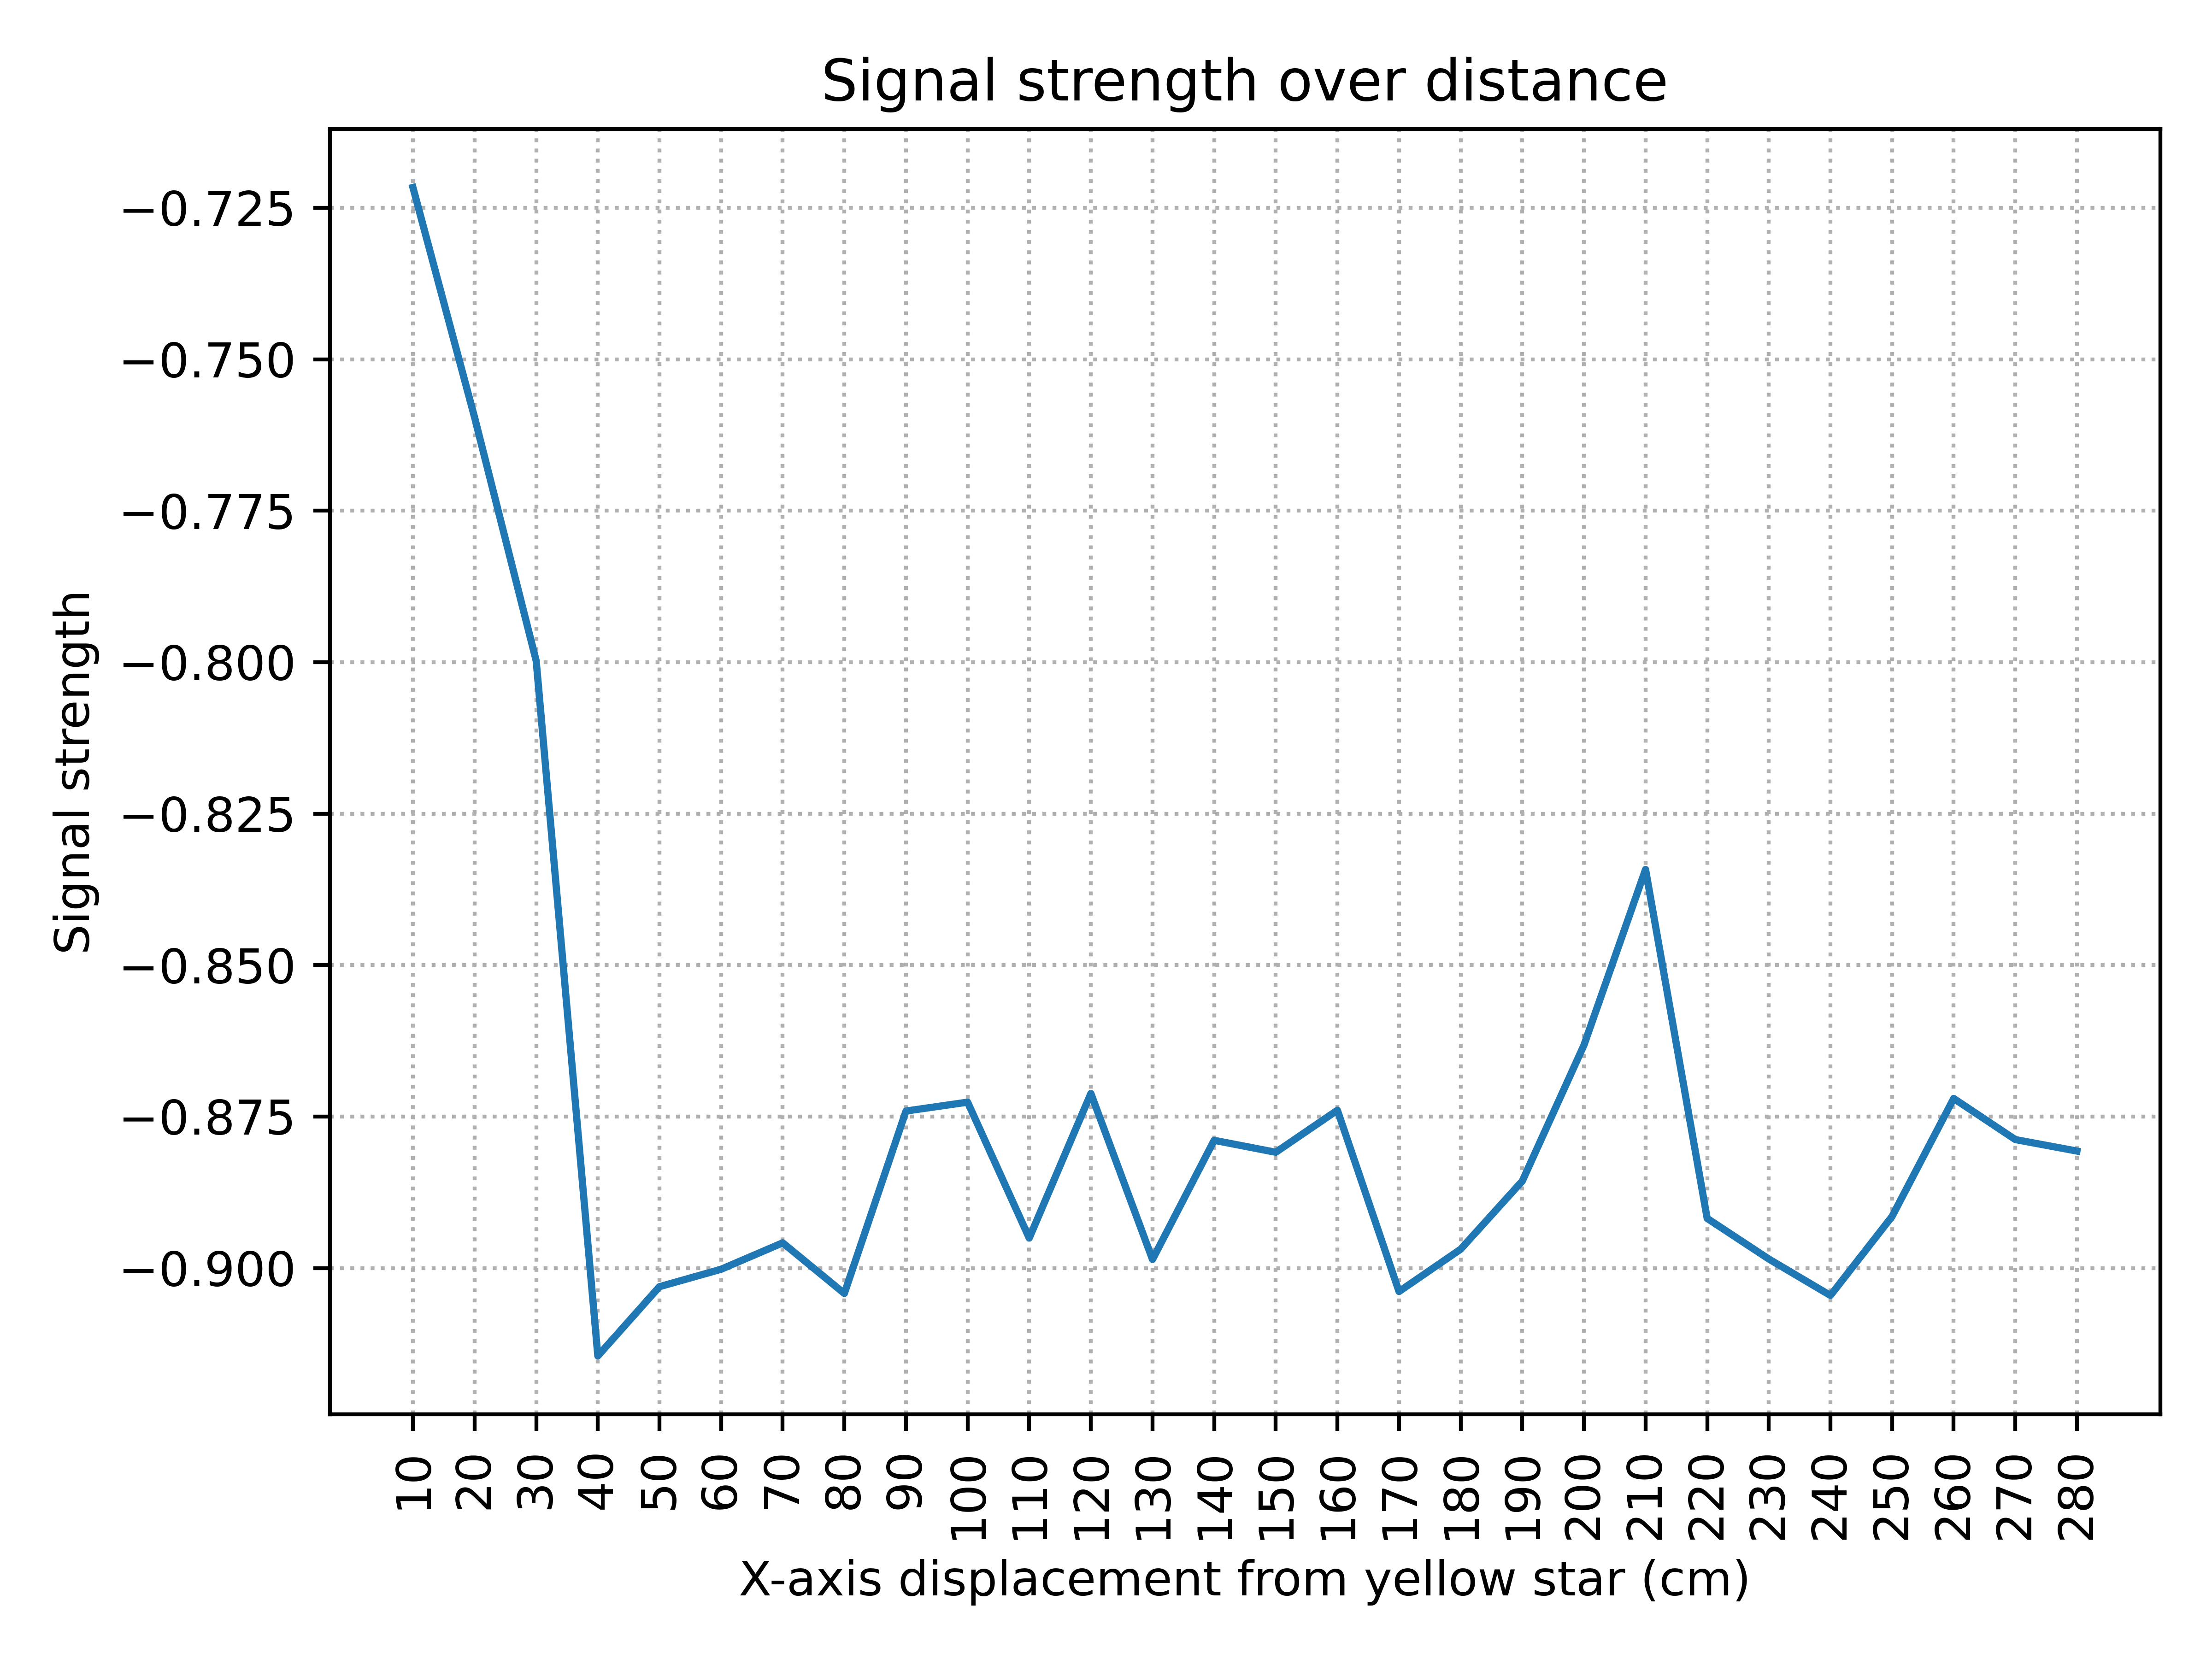 Signal strength over distance
Signal strength
−0.725
−0.750
−0.775
−0.800
−0.825
−0.850
−0.875
−0.900
10 20 30 40 50 60 70 80 90 100 110 120 130 140 150 160 170 180 190 200 210 220 230 240 250 260 270 280
X-axis displacement from yellow star (cm)